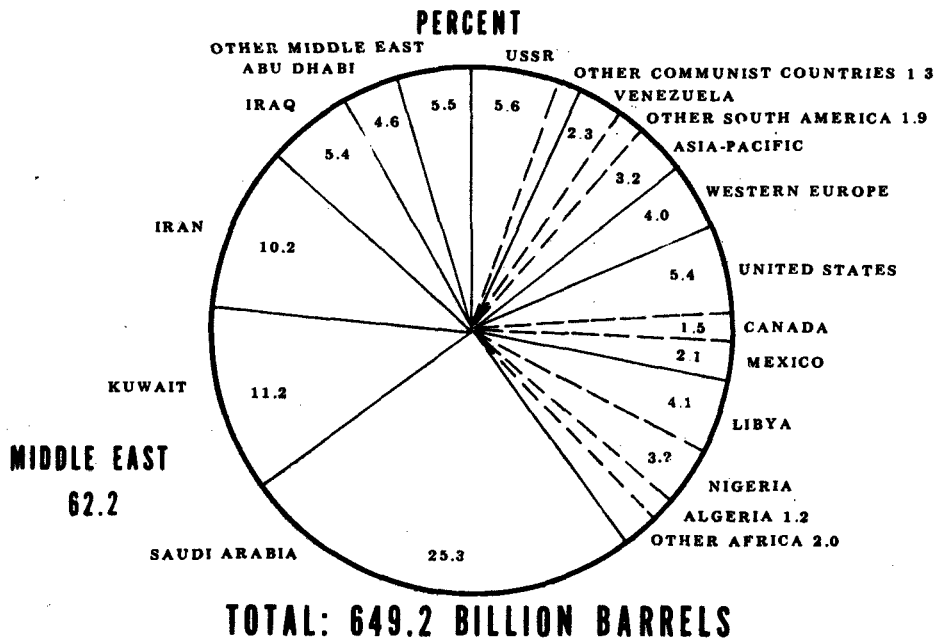 PERCENT
OTHER MIDDLE EAST
ABU DHABI
IRAQ
IRAN
KUWAIT
MIDDLE EAST
62.2
SAUDI ARABIA
USSR
OTHER COMMUNIST COUNTRIES 1 3
VENEZUELA
OTHER SOUTH AMERICA 1.9
ASIA-PACIFIC
WESTERN EUROPE
UNITED STATES
CANADA
MEXICO
LIBYA
NIGERIA
ALGERIA 1.2
OTHER AFRICA 2.0
5.5
5.6
4.6
2.3
5.4
3.2
4.0
10.2
5.4
1.5
2.1
11.2
4.1
25.3
TOTAL: 649.2 BILLION BARRELS